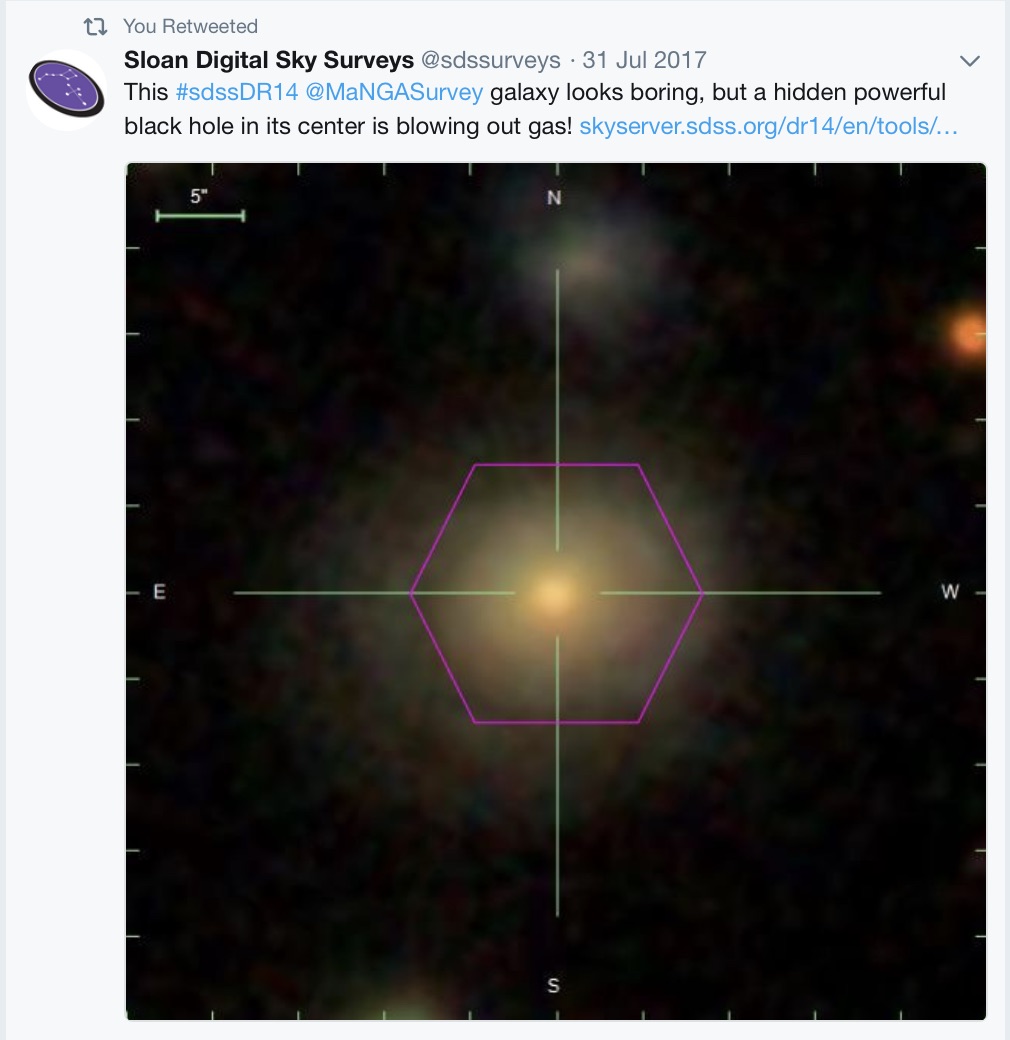 You Retweeted
Sloan Digital Sky Surveys @sdssurveys · 31 Jul 2017
This #sdssDR14 @MaNGASurvey galaxy looks boring, but a hidden powerful
black hole in its center is blowing out gas! skyserver.sdss.org/dr14/en/tools/…
5"
N
E
W
S